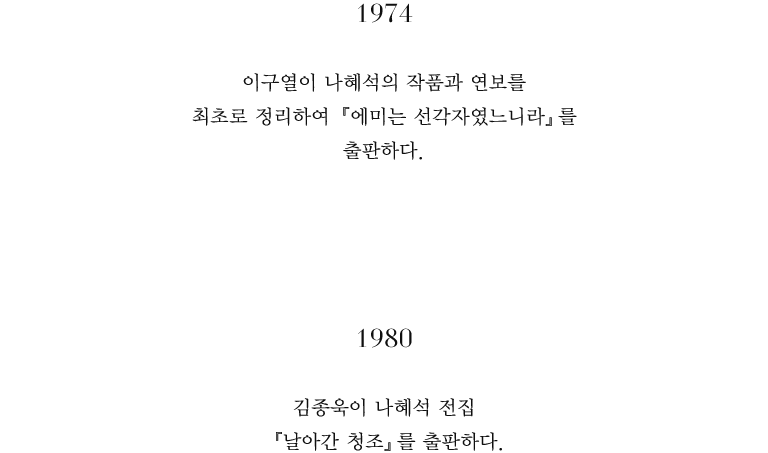 1974
이구열이 나혜석의 작품과 연보를
최초로 정리하여 『에미는 선각자였느니라』를
출판하다.
1980
김종욱이 나혜석 전집
『날아간 청조』를 출판하다.